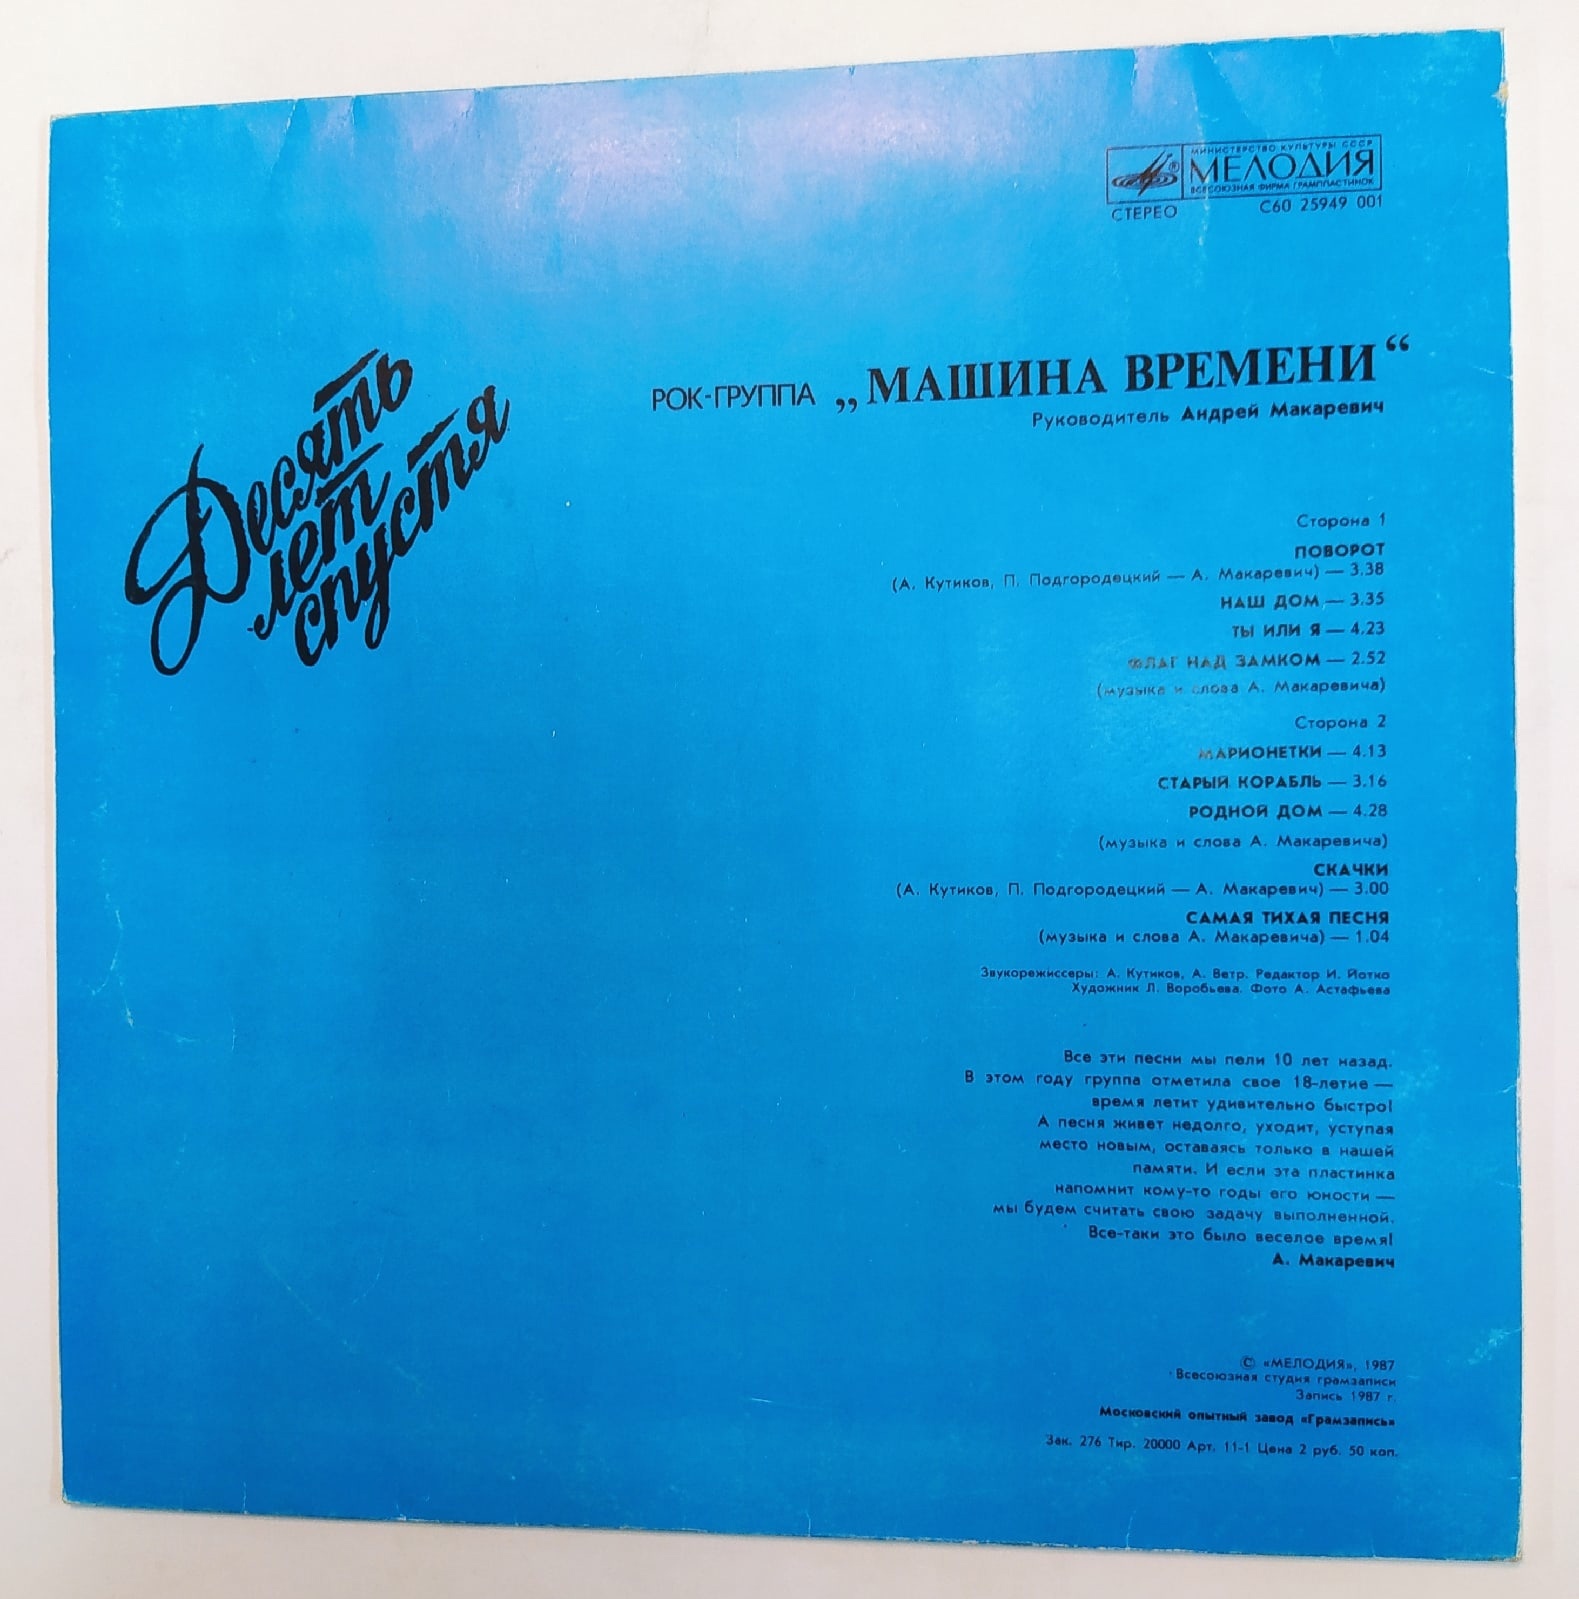 МИНИСТЕРСТВО КУЛЬТУРЫ СССР
МЕЛОДИЯ
ВСЕСОЮЗНАЯ ФИРМА ГРАМПЛАСТИНОК
СТЕРЕО С60 25949 001
Десять
лет
спустя
РОК-ГРУППА „МАШИНА ВРЕМЕНИ“
Руководитель Андрей Макаревич
Сторона 1
ПОВОРОТ
(А. Кутиков, П. Подгородецкий — А. Макаревич) — 3.38
НАШ ДОМ — 3.35
ТЫ ИЛИ Я — 4.23
ФЛАГ НАД ЗАМКОМ — 2.52
(музыка и слова А. Макаревича)
Сторона 2
МАРИОНЕТКИ — 4.13
СТАРЫЙ КОРАБЛЬ — 3.16
РОДНОЙ ДОМ — 4.28
(музыка и слова А. Макаревича)
СКАЧКИ
(А. Кутиков, П. Подгородецкий — А. Макаревич) — 3.00
САМАЯ ТИХАЯ ПЕСНЯ
(музыка и слова А. Макаревича) — 1.04
Звукорежиссеры: А. Кутиков, А. Ветр. Редактор И. Йотко
Художник Л. Воробьева. Фото А. Астафьева
Все эти песни мы пели 10 лет назад.
В этом году группа отметила свое 18-летие —
время летит удивительно быстро!
А песня живет недолго, уходит, уступая
место новым, оставаясь только в нашей
памяти. И если эта пластинка
напомнит кому-то годы его юности —
мы будем считать свою задачу выполненной.
Все-таки это было веселое время!
А. Макаревич
© «МЕЛОДИЯ», 1987
Всесоюзная студия грамзаписи
Запись 1987 г.
Московский опытный завод «Грамзапись»
Зак. 276 Тир. 20000 Арт. 11-1 Цена 2 руб. 50 коп.